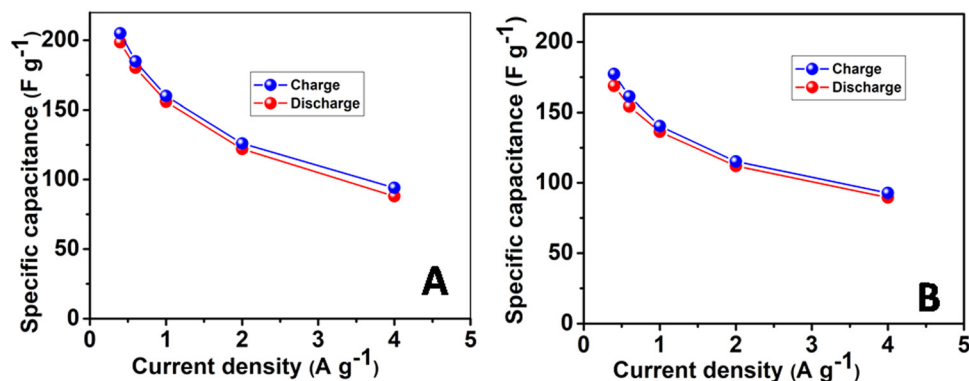 Specific capacitance (F g-1)
200
150
100
50
0
Charge
Discharge
A
0 1 2 3 4 5
Current density (A g-1)
Specific capacitance (F g-1)
200
150
100
50
0
Charge
Discharge
B
0 1 2 3 4 5
Current density (A g-1)